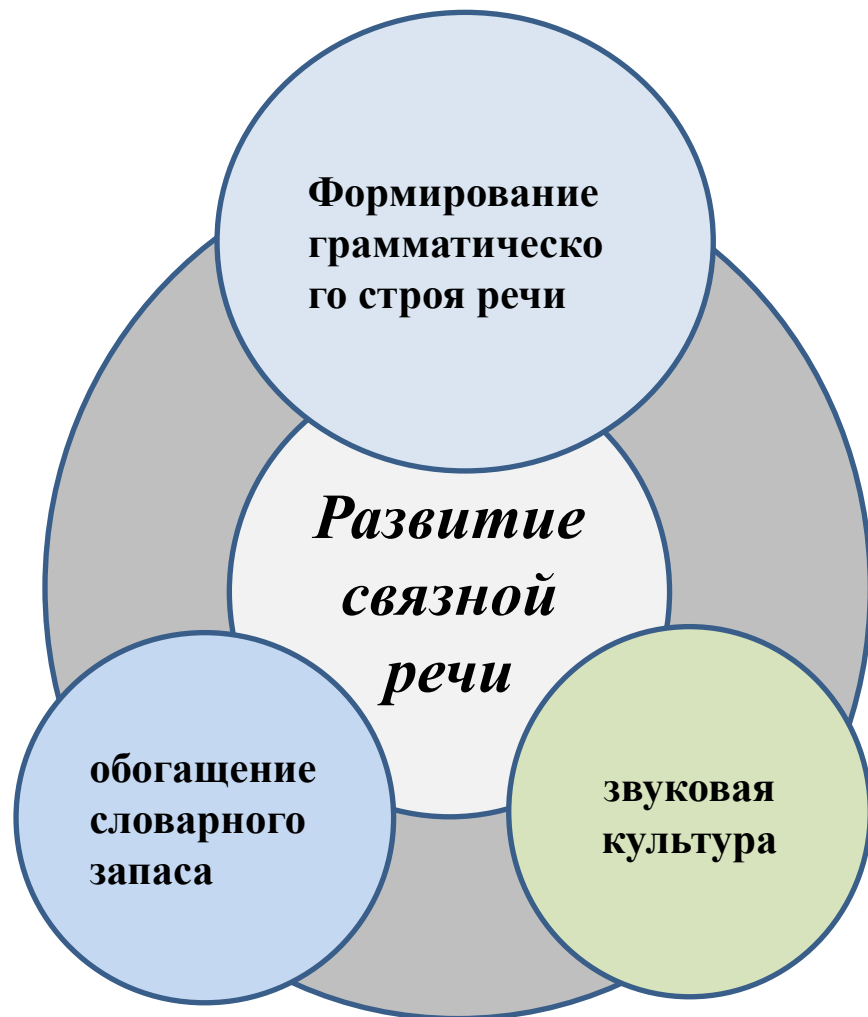 Формирование
грамматическо
го строя речи
Развитие
связной
речи
обогащение
словарного
запаса
звуковая
культура